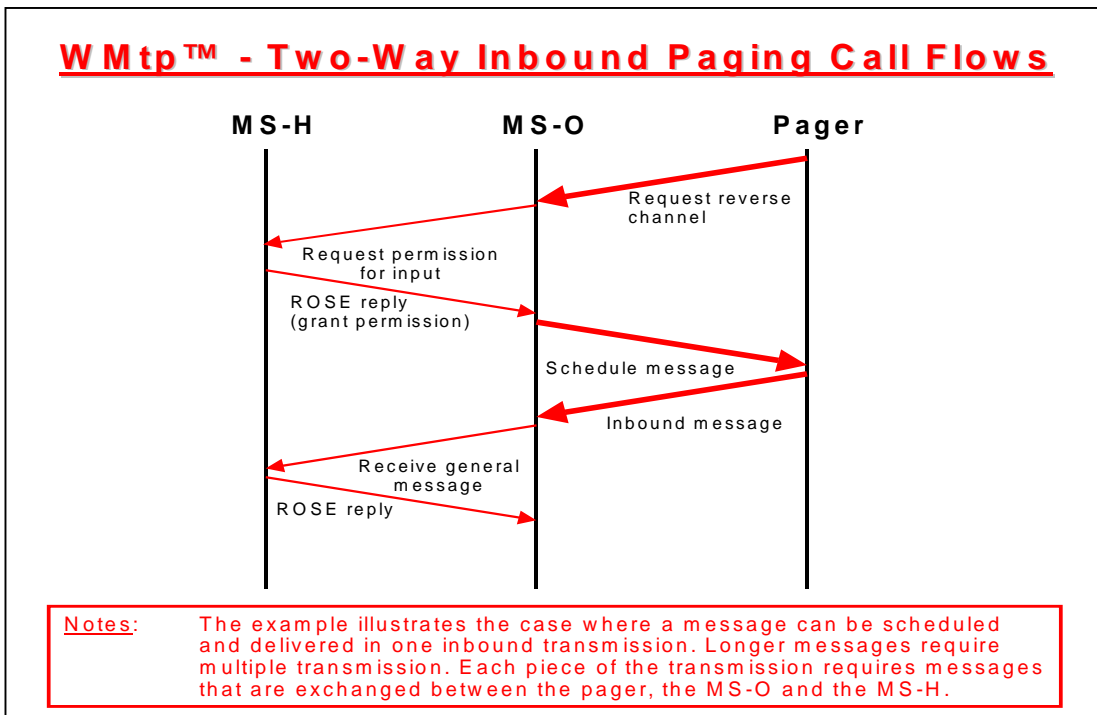 WMtp™ - Two-Way Inbound Paging Call Flows
MS-H MS-O Pager
Request reverse
channel
Request permission
for input
ROSE reply
(grant permission)
Schedule message
Inbound message
Receive general
message
ROSE reply
Notes: The example illustrates the case where a message can be scheduled
and delivered in one inbound transmission. Longer messages require
multiple transmission. Each piece of the transmission requires messages
that are exchanged between the pager, the MS-O and the MS-H.